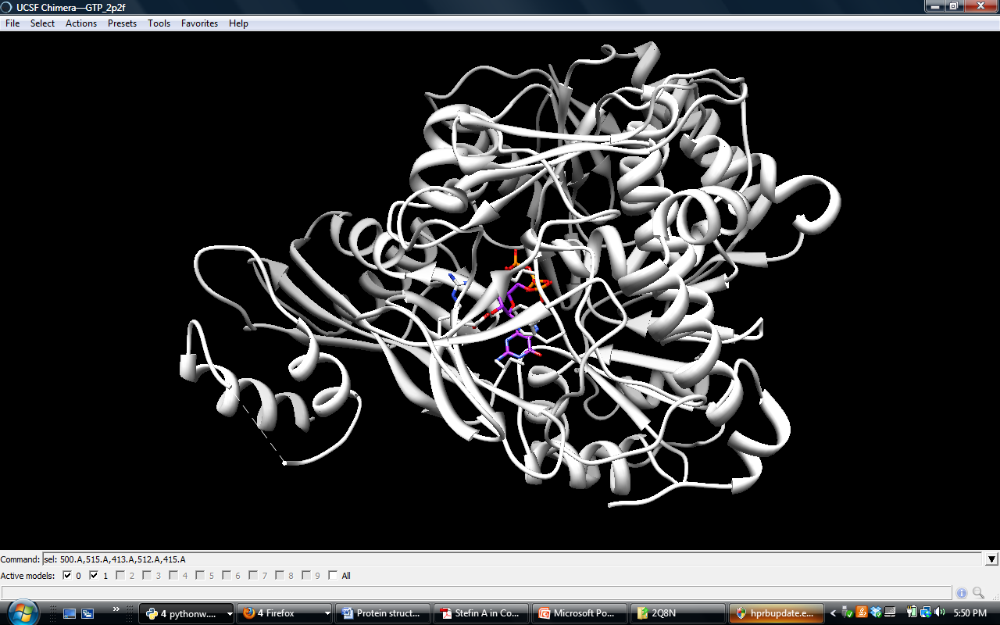 UCSF Chimera—GTP_2p2f
File Select Actions Presets Tools Favorites Help
Command: sel: 500.A,515.A,413.A,512.A,415.A
Active models: 0 1 2 3 4 5 6 7 8 9 All
» 4 pythonw.... 4 Firefox Protein struct... Stefin A in Co... Microsoft Po... 2Q8N hprbupdate.e... < 5:50 PM